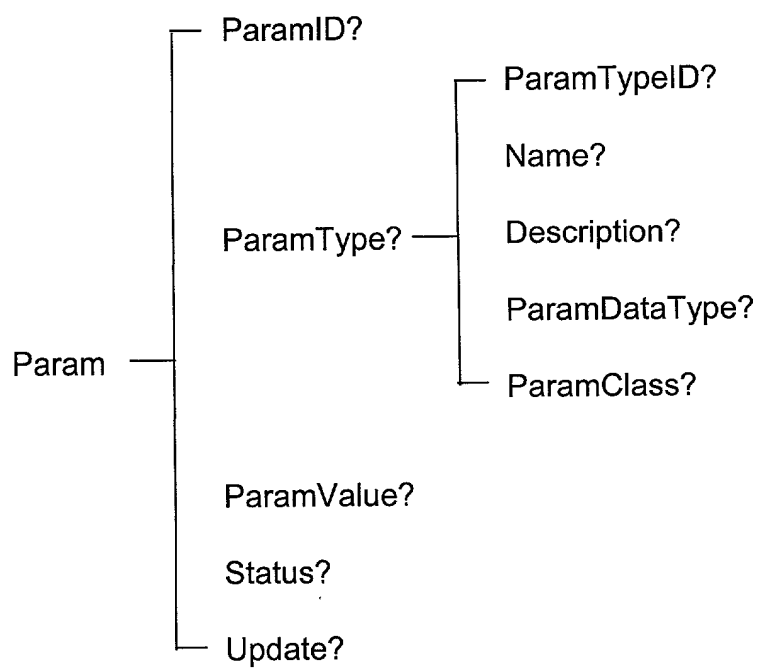 ParamID?
ParamTypeID?
Name?
ParamType?
Description?
ParamDataType?
Param
ParamClass?
ParamValue?
Status?
Update?